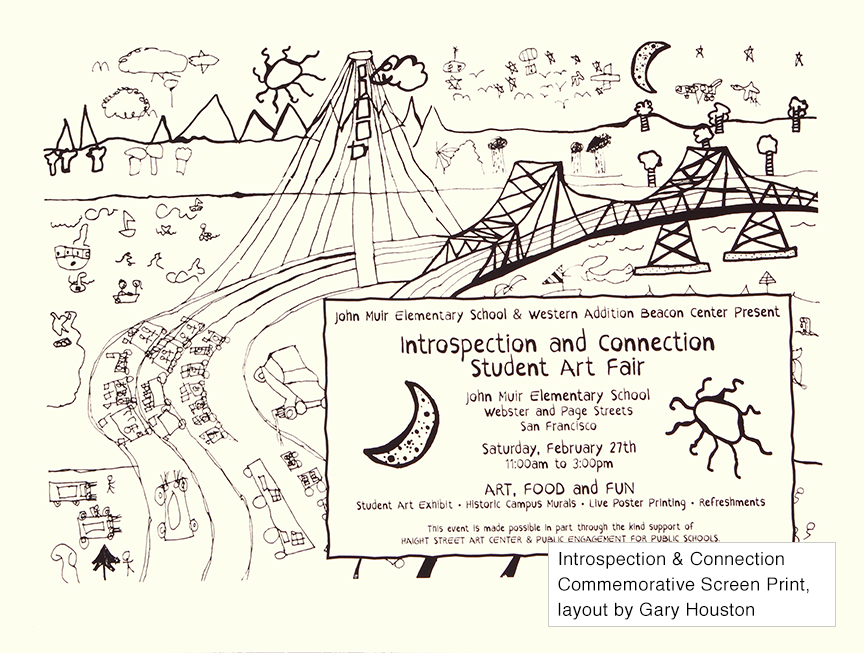 John Muir Elementary School & Western Addition Beacon Center Present
Introspection and Connection
Student Art Fair
John Muir Elementary School
Webster and Page Streets
San Francisco
Saturday, February 27th
11:00am to 3:00pm
ART, FOOD and FUN
Student Art Exhibit • Historic Campus Murals • Live Poster Printing • Refreshments
This event is made possible in part through the kind support of
HAIGHT STREET ART CENTER & PUBLIC ENGAGEMENT FOR PUBLIC SCHOOLS.
Introspection & Connection
Commemorative Screen Print,
layout by Gary Houston